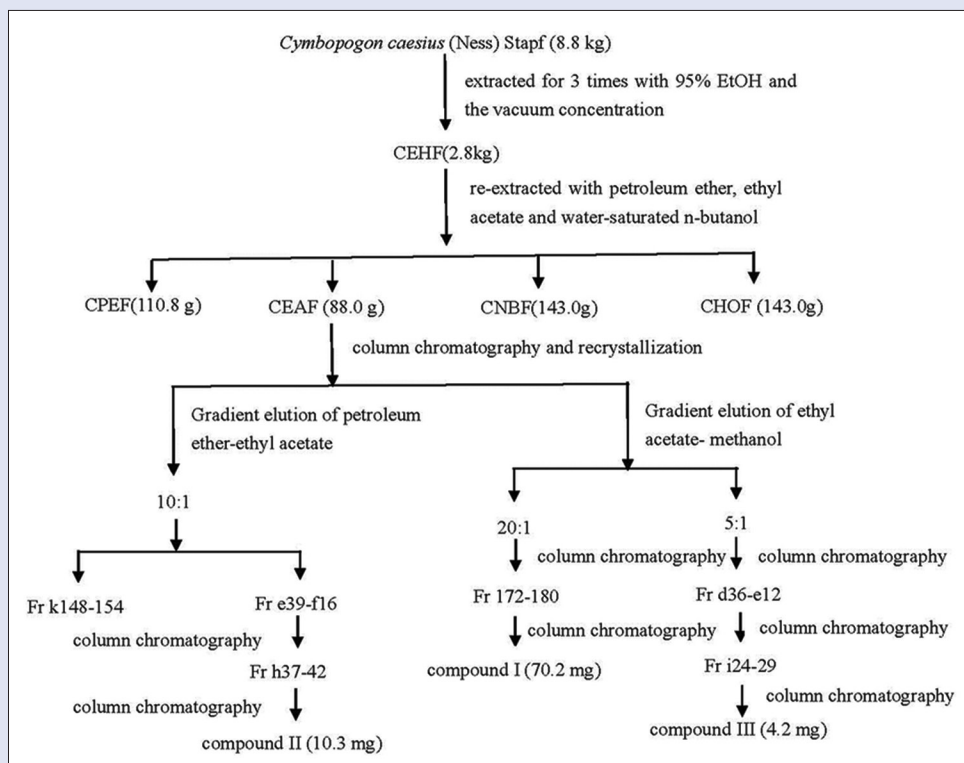 Cymbopogon caesius (Ness) Stapf (8.8 kg)
extracted for 3 times with 95% EtOH and
the vacuum concentration
CEHF(2.8kg)
re-extracted with petroleum ether, ethyl
acetate and water-saturated n-butanol
CPEF(110.8 g)
CEAF (88.0 g)
CNBF(143.0g)
CHOF (143.0g)
column chromatography and recrystallization
Gradient elution of petroleum
ether-ethyl acetate
Gradient elution of ethyl
acetate- methanol
10:1
20:1
5:1
column chromatography
column chromatography
Fr k148-154
Fr e39-f16
Fr 172-180
Fr d36-e12
column chromatography
column chromatography
column chromatography
Fr h37-42
compound I (70.2 mg)
Fr i24-29
column chromatography
column chromatography
compound II (10.3 mg)
compound III (4.2 mg)